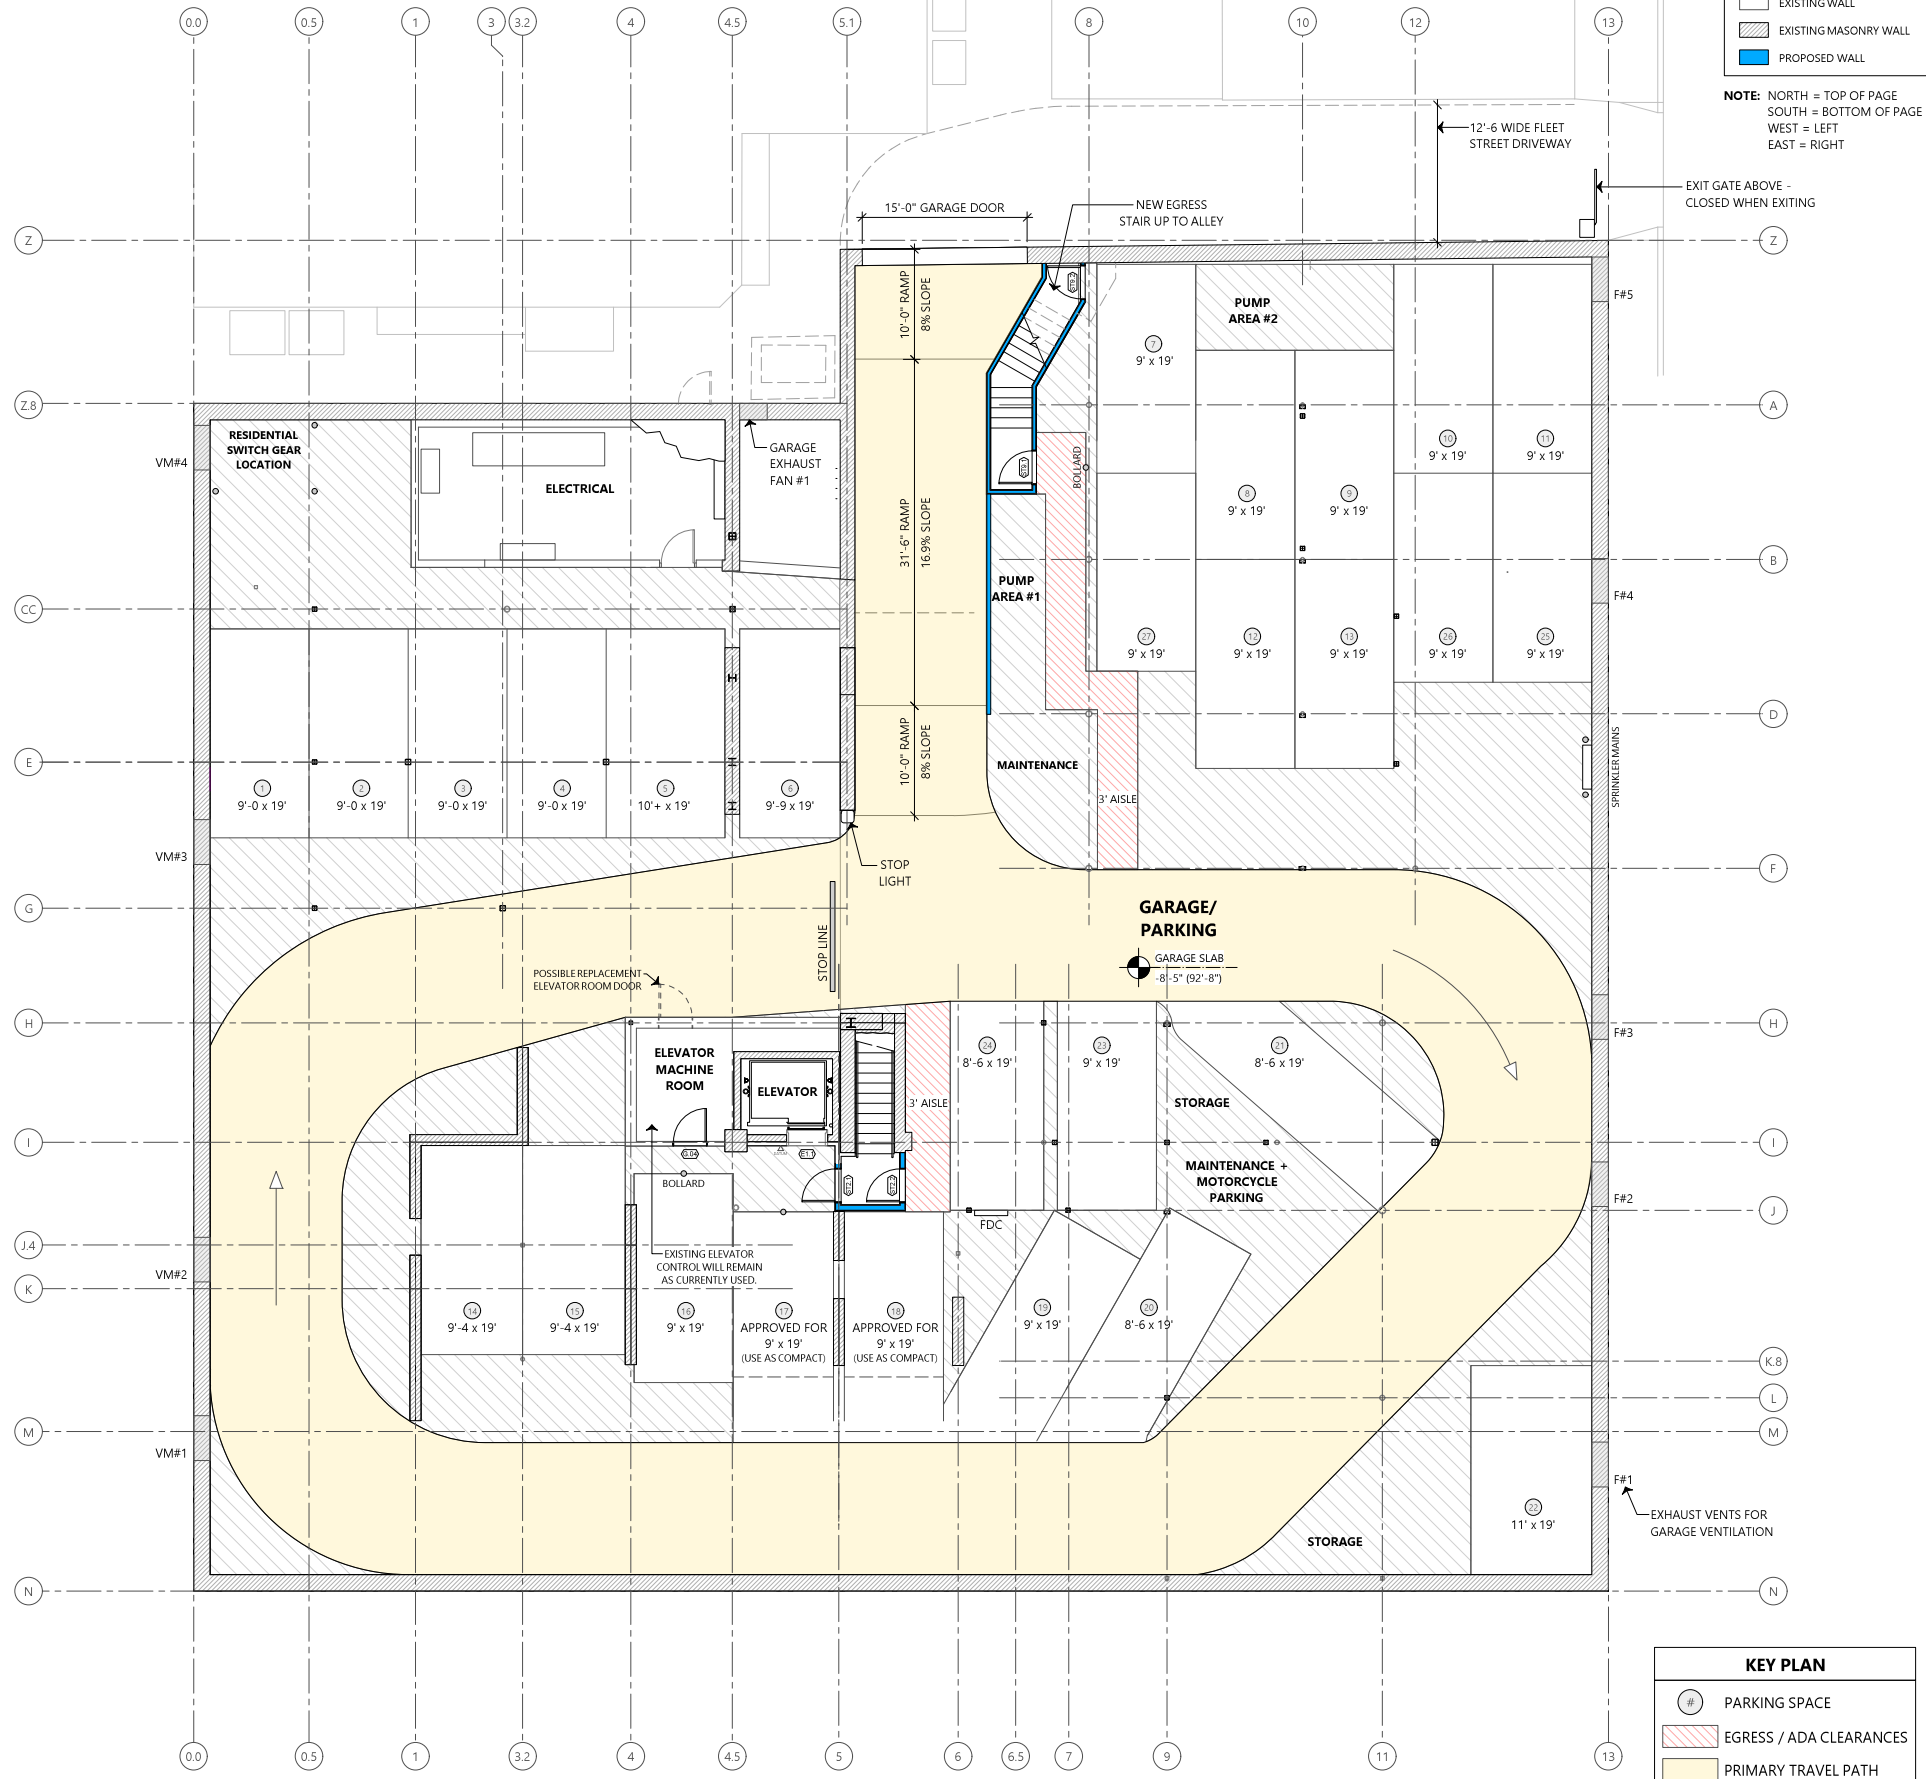 0.0
0.5
1
3
3.2
4
4.5
5.1
8
10
12
13
EXISTING WALL
EXISTING MASONRY WALL
PROPOSED WALL
NOTE: NORTH = TOP OF PAGE
SOUTH = BOTTOM OF PAGE
WEST = LEFT
EAST = RIGHT
12'-6 WIDE FLEET
STREET DRIVEWAY
EXIT GATE ABOVE -
CLOSED WHEN EXITING
15'-0" GARAGE DOOR
NEW EGRESS
STAIR UP TO ALLEY
Z
Z
10'-0" RAMP
8% SLOPE
ST9.2
PUMP
AREA #2
F#5
7
9' x 19'
Z.8
A
RESIDENTIAL
SWITCH GEAR
LOCATION
VM#4
ELECTRICAL
GARAGE
EXHAUST
FAN #1
31'-6" RAMP
16.9% SLOPE
ST9.1
BOLLARD
10
9' x 19'
11
9' x 19'
8
9' x 19'
9
9' x 19'
B
PUMP
AREA #1
F#4
CC
27
9' x 19'
12
9' x 19'
13
9' x 19'
26
9' x 19'
25
9' x 19'
D
10'-0" RAMP
8% SLOPE
MAINTENANCE
SPRINKLER MAINS
E
1
9'-0 x 19'
2
9'-0 x 19'
3
9'-0 x 19'
4
9'-0 x 19'
5
10'+ x 19'
6
9'-9 x 19'
3' AISLE
VM#3
STOP
LIGHT
F
G
GARAGE/
PARKING
STOP LINE
GARAGE SLAB
-8'-5" (92'-8")
POSSIBLE REPLACEMENT
ELEVATOR ROOM DOOR
H
H
F#3
ELEVATOR
MACHINE
ROOM
ELEVATOR
24
8'-6 x 19'
23
9' x 19'
21
8'-6 x 19'
3' AISLE
STORAGE
I
I
G.04
E1.1
ST2.1
ST2.2
BOLLARD
MAINTENANCE +
MOTORCYCLE
PARKING
F#2
J
FDC
J.4
EXISTING ELEVATOR
CONTROL WILL REMAIN
AS CURRENTLY USED.
VM#2
K
14
9'-4 x 19'
15
9'-4 x 19'
16
9' x 19'
17
APPROVED FOR
9' x 19'
(USE AS COMPACT)
18
APPROVED FOR
9' x 19'
(USE AS COMPACT)
19
9' x 19'
20
8'-6 x 19'
K.8
L
M
M
VM#1
F#1
22
11' x 19'
EXHAUST VENTS FOR
GARAGE VENTILATION
STORAGE
N
N
KEY PLAN
# PARKING SPACE
EGRESS / ADA CLEARANCES
PRIMARY TRAVEL PATH
0.0
0.5
1
3.2
4
4.5
5
6
6.5
7
9
11
13